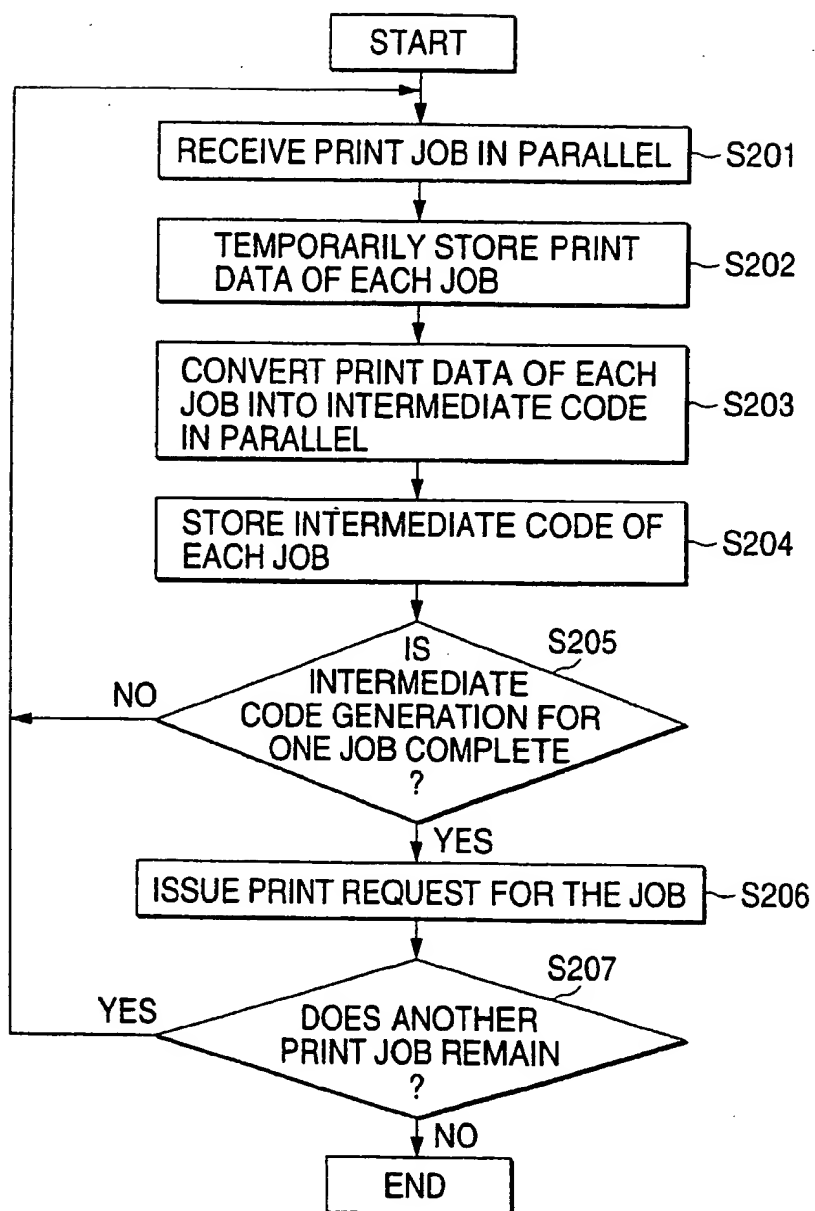 START
RECEIVE PRINT JOB IN PARALLEL
S201
TEMPORARILY STORE PRINT
DATA OF EACH JOB
S202
CONVERT PRINT DATA OF EACH
JOB INTO INTERMEDIATE CODE
IN PARALLEL
S203
STORE INTERMEDIATE CODE OF
EACH JOB
S204
S205
IS
INTERMEDIATE
CODE GENERATION FOR
ONE JOB COMPLETE
?
NO
YES
ISSUE PRINT REQUEST FOR THE JOB
S206
S207
YES
DOES ANOTHER
PRINT JOB REMAIN
?
NO
END